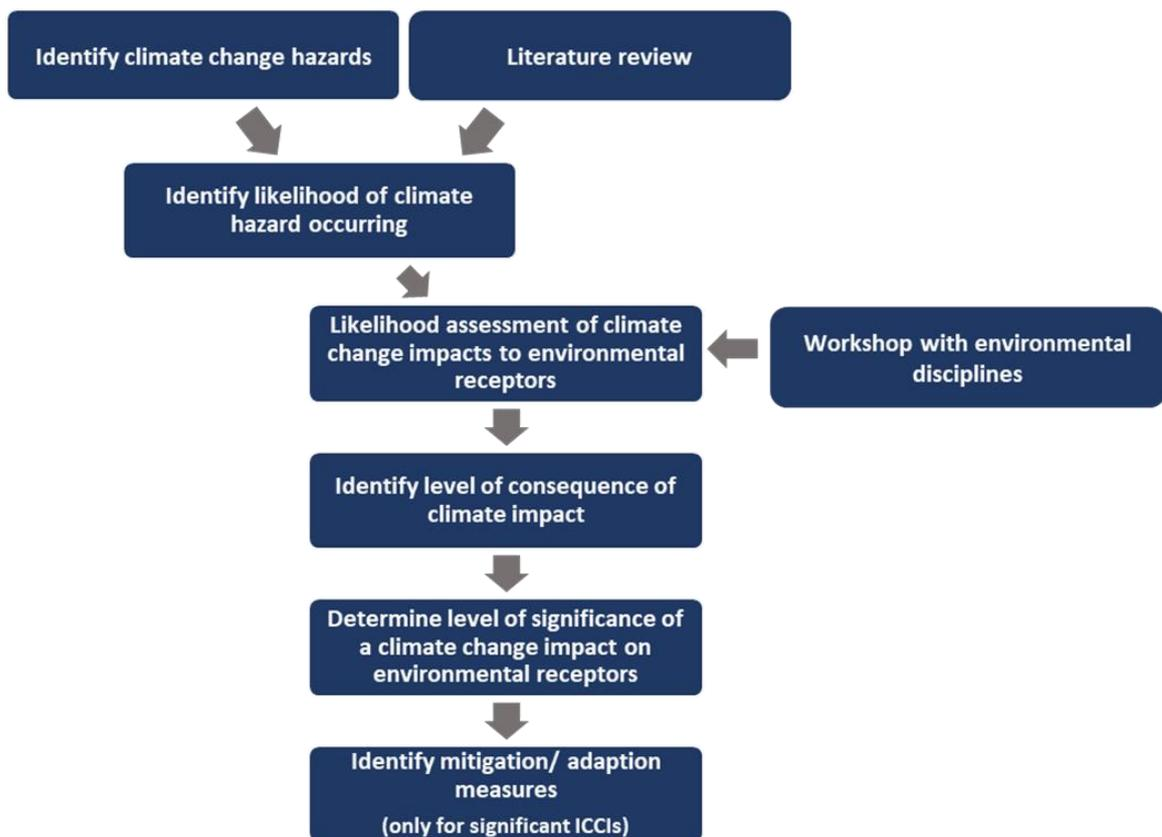 Identify climate change hazards
Literature review
Identify likelihood of climate
hazard occurring
Likelihood assessment of climate
change impacts to environmental
receptors
Workshop with environmental
disciplines
Identify level of consequence of
climate impact
Determine level of significance of
a climate change impact on
environmental receptors
Identify mitigation/ adaption
measures
(only for significant ICCIs)